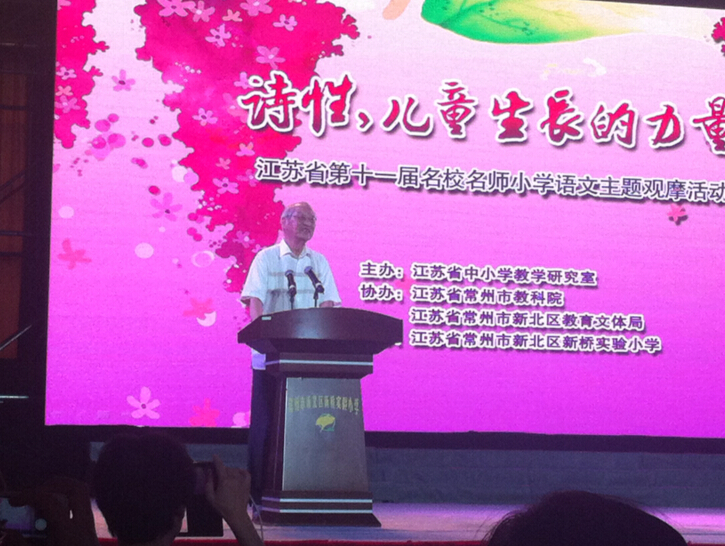 诗性、儿童生长的力量
江苏省第十一届名校名师小学语文主题观摩活动
主办：江苏省中小学教学研究室
协办：江苏省常州市教科院
江苏省常州市新北区教育文体局
江苏省常州市新北区新桥实验小学